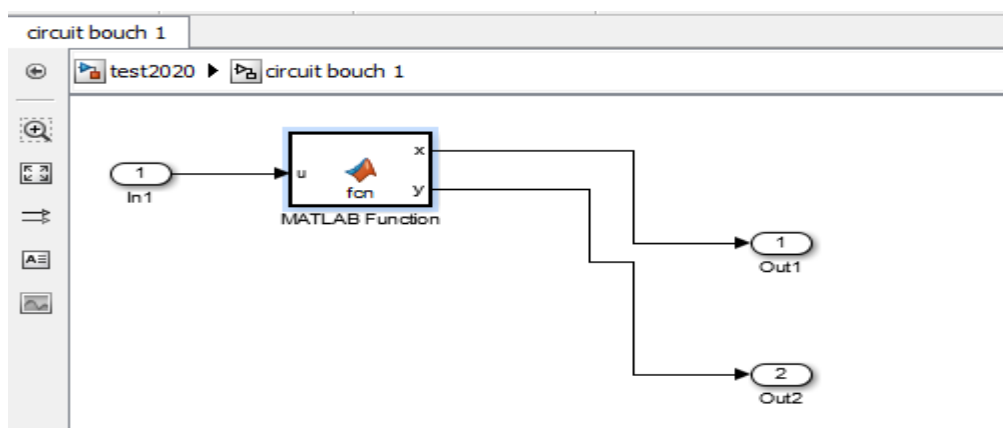 circuit bouch 1
test2020 circuit bouch 1
1
In1
u
x
y
fcn
MATLAB Function
1
Out1
2
Out2
A